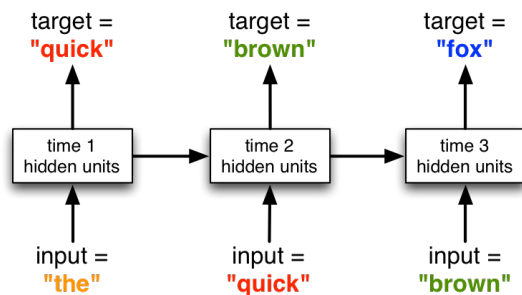 target =
"quick"
target =
"brown"
target =
"fox"
time 1
hidden units
time 2
hidden units
time 3
hidden units
input =
"the"
input =
"quick"
input =
"brown"